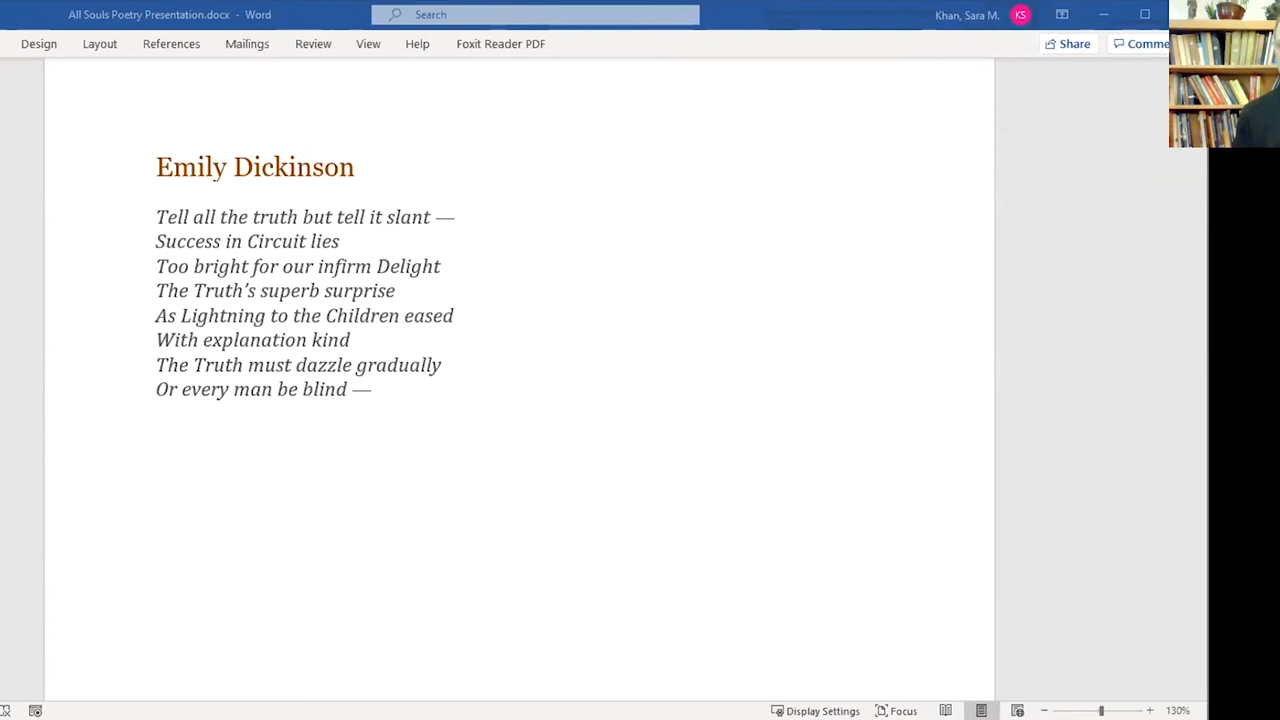 All Souls Poetry Presentation.docx - Word
Search
Khan, Sara M.
KS
Design Layout References Mailings Review View Help Foxit Reader PDF
Share
Comme
Emily Dickinson
Tell all the truth but tell it slant —
Success in Circuit lies
Too bright for our infirm Delight
The Truth’s superb surprise
As Lightning to the Children eased
With explanation kind
The Truth must dazzle gradually
Or every man be blind —
Display Settings Focus 130%